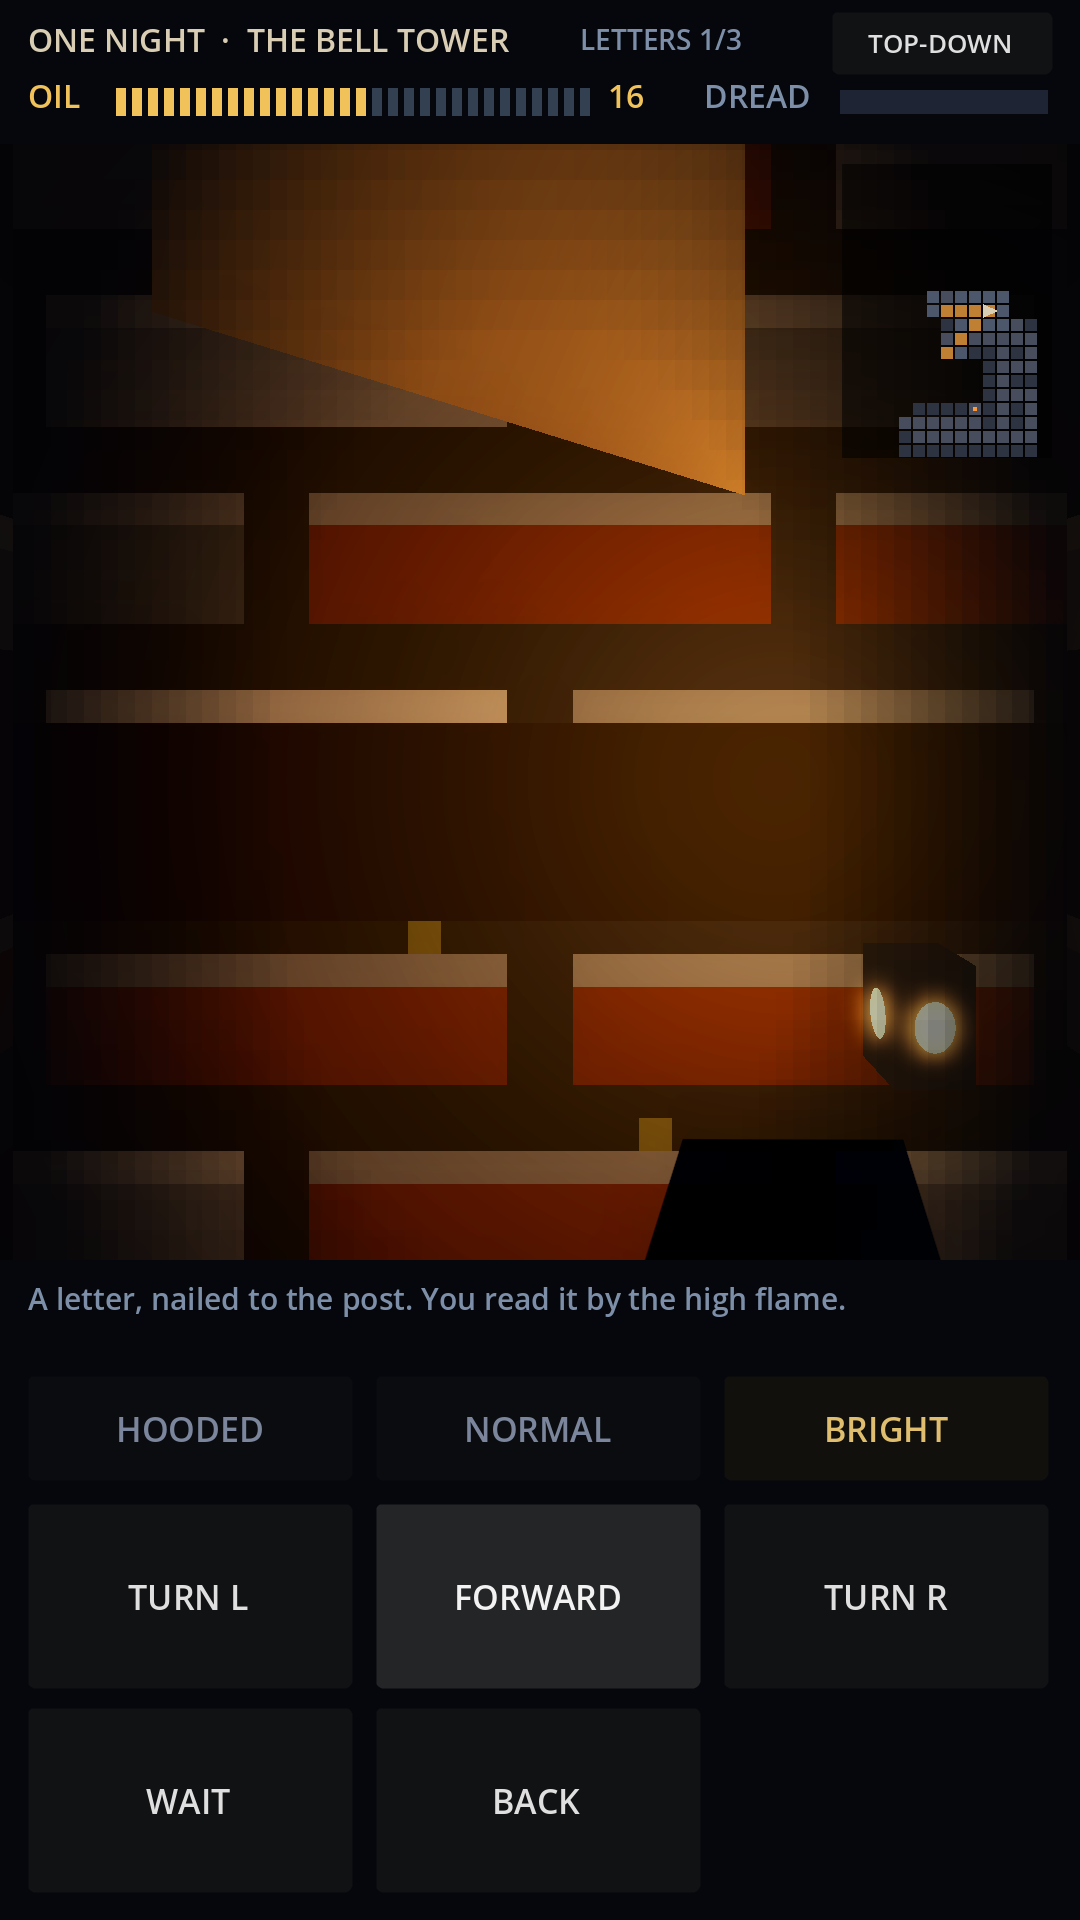 ONE NIGHT · THE BELL TOWER
LETTERS 1/3
TOP-DOWN
OIL
16
DREAD
A letter, nailed to the post. You read it by the high flame.
HOODED
NORMAL
BRIGHT
TURN L
FORWARD
TURN R
WAIT
BACK